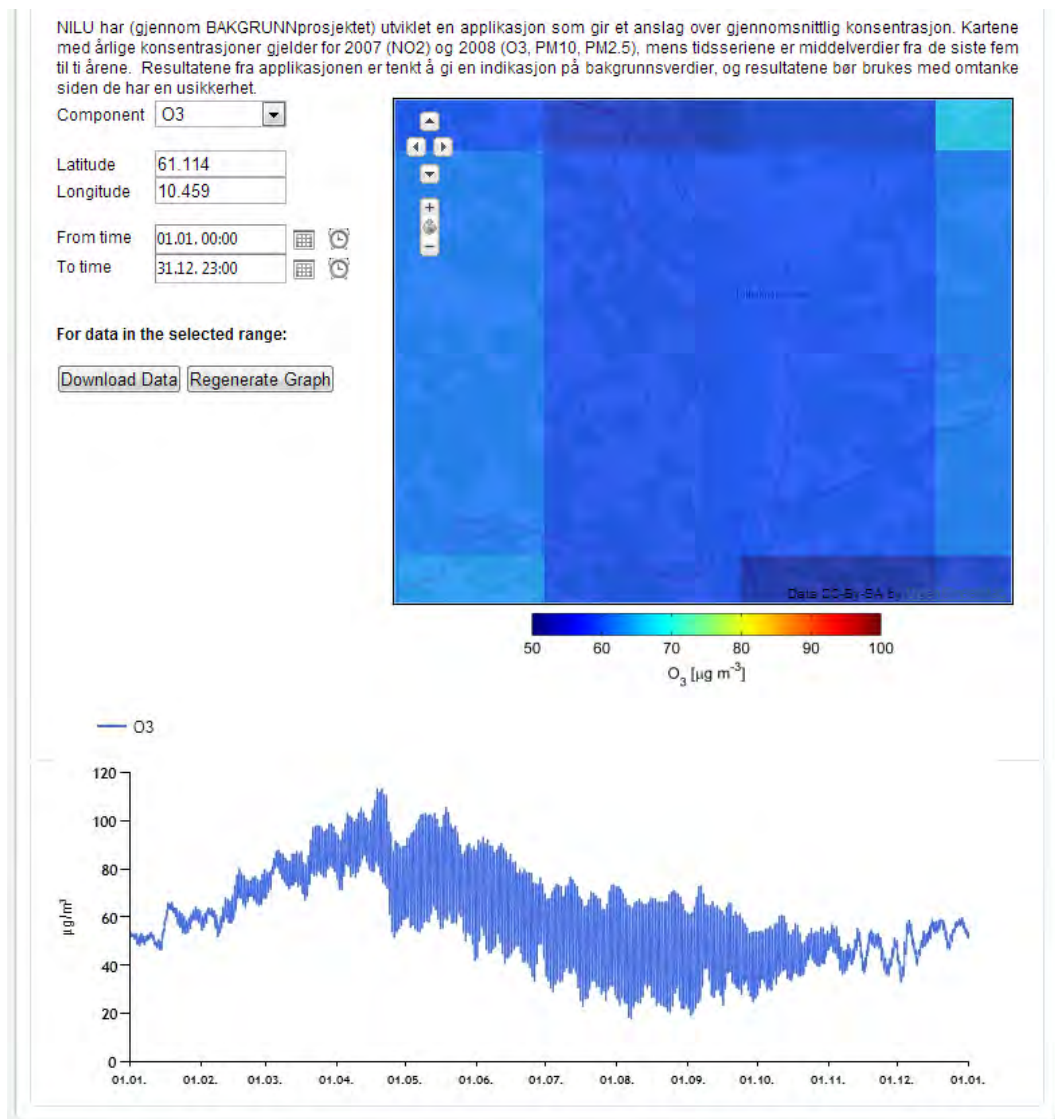 NILU har (gjennom BAKGRUNNprosjektet) utviklet en applikasjon som gir et anslag over gjennomsnittlig konsentrasjon. Kartene
med årlige konsentrasjoner gjelder for 2007 (NO2) og 2008 (O3, PM10, PM2.5), mens tidsseriene er middelverdier fra de siste fem
til ti årene. Resultatene fra applikasjonen er tenkt å gi en indikasjon på bakgrunnsverdier, og resultatene bør brukes med omtanke
siden de har en usikkerhet.
Component O3
Latitude 61.114
Longitude 10.459
From time 01.01. 00:00
To time 31.12. 23:00
For data in the selected range:
Download Data Regenerate Graph
+
−
Data CC-By-SA by
50 60 70 80 90 100
O3 [µg m-3]
O3
120
100
80
60
40
20
0
µg/m³
01.01. 01.02. 01.03. 01.04. 01.05. 01.06. 01.07. 01.08. 01.09. 01.10. 01.11. 01.12. 01.01.